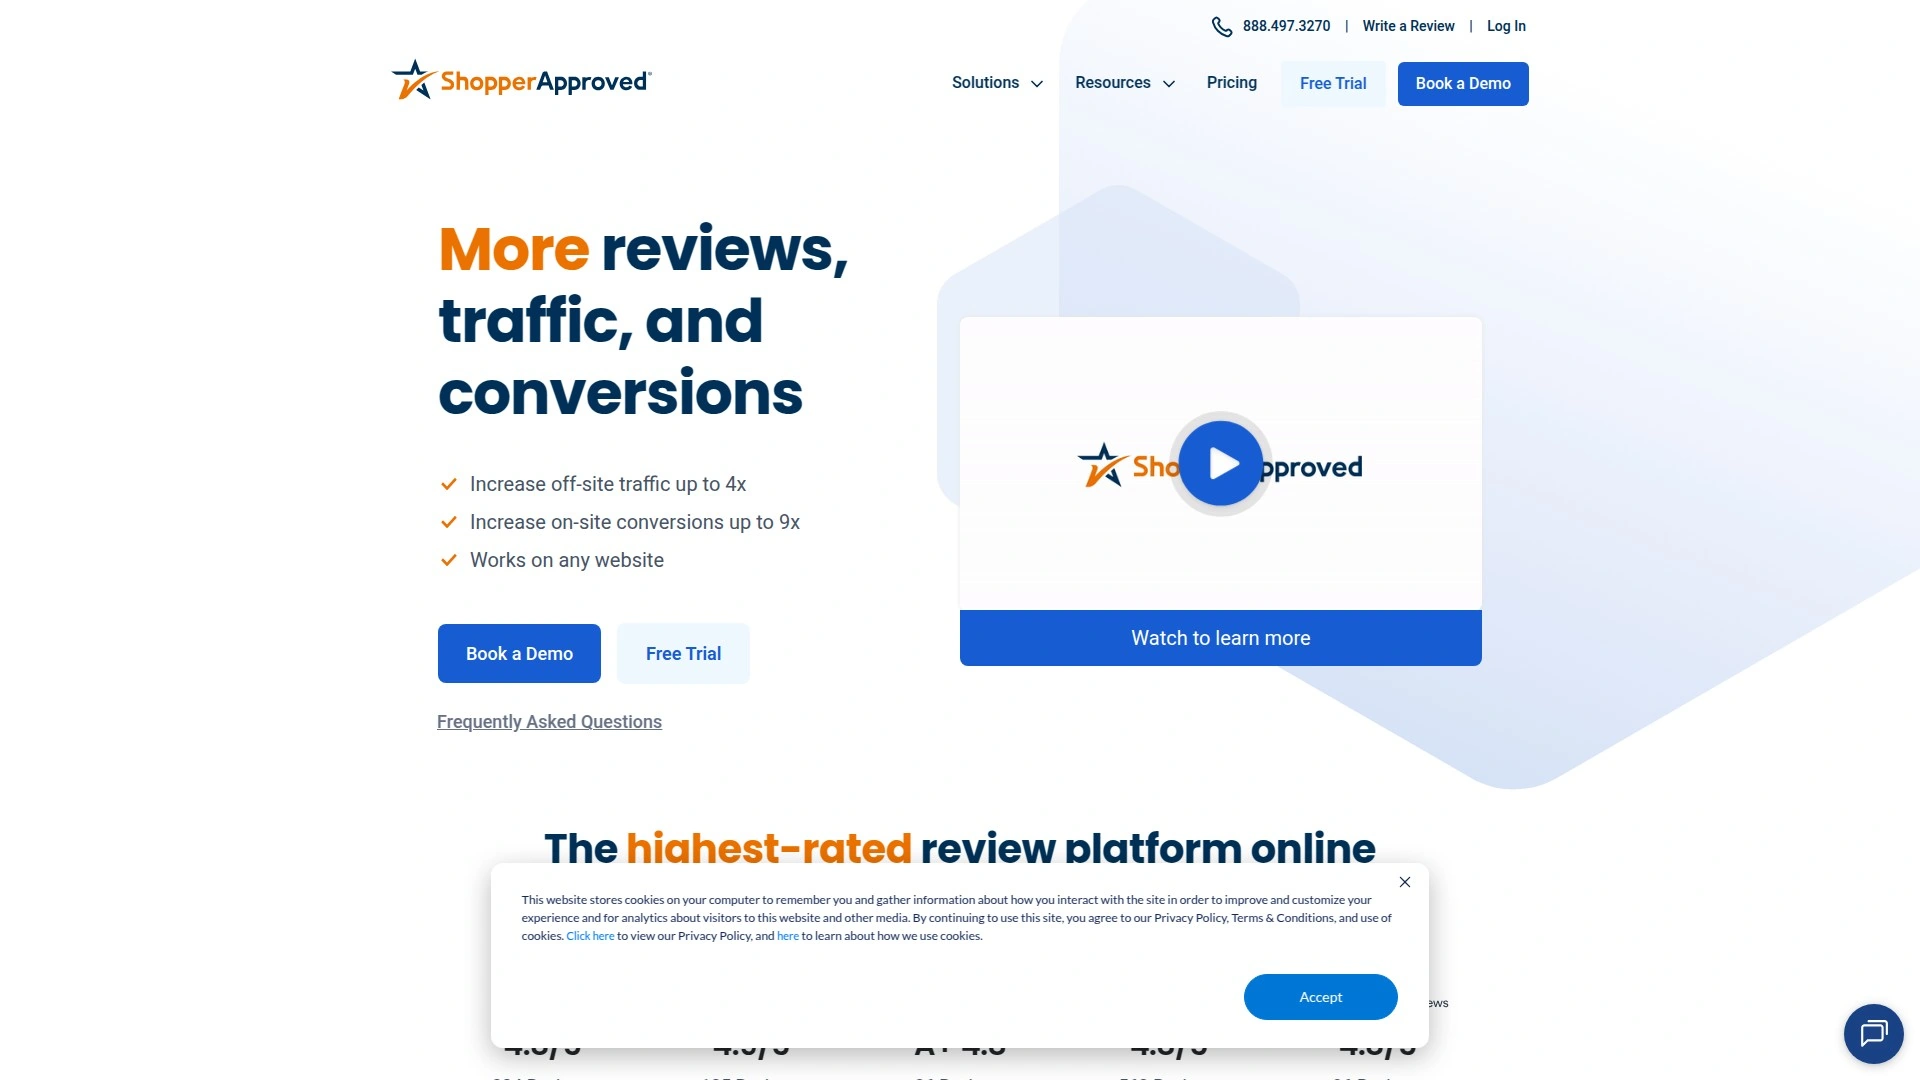 888.497.3270 | Write a Review | Log In
ShopperApproved
Solutions Resources Pricing Free Trial Book a Demo
More reviews,
traffic, and
conversions
Increase off-site traffic up to 4x
Increase on-site conversions up to 9x
Works on any website
Book a Demo Free Trial
Frequently Asked Questions
Sho pproved
Watch to learn more
The highest-rated review platform online
This website stores cookies on your computer to remember you and gather information about how you interact with the site in order to improve and customize your
experience and for analytics about visitors to this website and other media. By continuing to use this site, you agree to our Privacy Policy, Terms & Conditions, and use of
cookies. Click here to view our Privacy Policy, and here to learn about how we use cookies.
Accept
ews